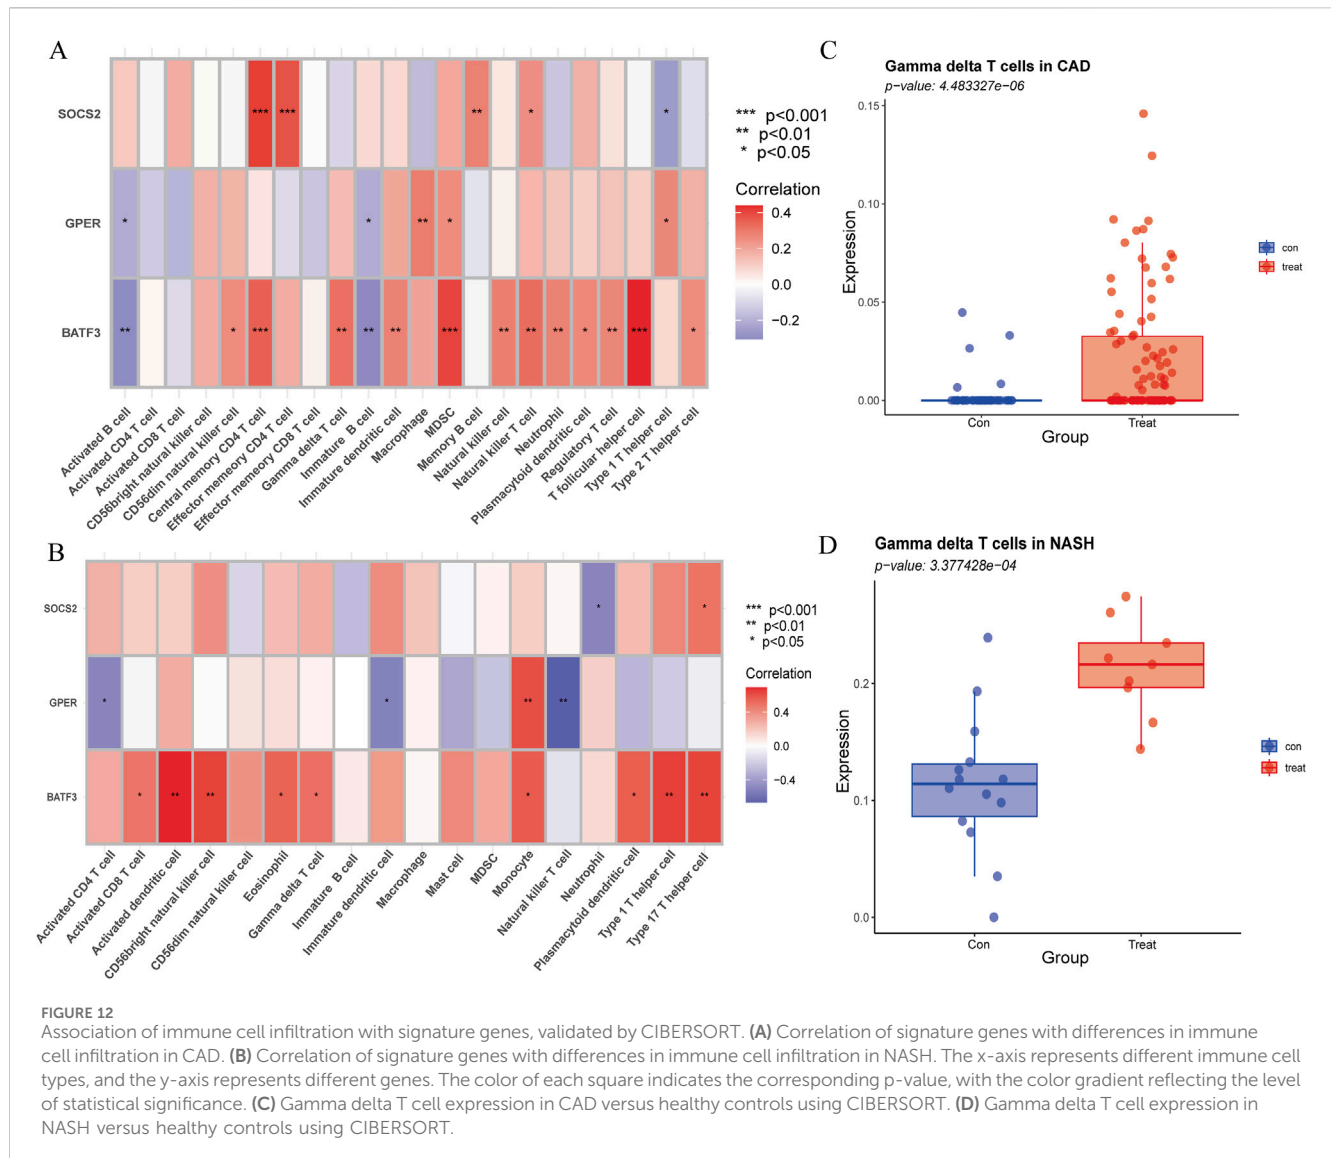 A
SOCS2
GPER
BATF3
*** *** ** * *
* * ** * *
** * *** ** ** ** *** ** ** ** * ** *** *
Activated B cell
Activated CD4 T cell
Activated CD8 T cell
CD56bright natural killer cell
CD56dim natural killer cell
Central memory CD4 T cell
Effector memeory CD4 T cell
Effector memeory CD8 T cell
Gamma delta T cell
Immature B cell
Immature dendritic cell
Macrophage
MDSC
Memory B cell
Natural killer cell
Natural killer T cell
Neutrophil
Plasmacytoid dendritic cell
Regulatory T cell
T follicular helper cell
Type 1 T helper cell
Type 2 T helper cell
*** p<0.001
** p<0.01
* p<0.05
Correlation
0.4
0.2
0.0
−0.2
B
SOCS2
GPER
BATF3
* *
* * ** **
* ** ** * * * * ** **
Activated CD4 T cell
Activated CD8 T cell
Activated dendritic cell
CD56bright natural killer cell
CD56dim natural killer cell
Eosinophil
Gamma delta T cell
Immature B cell
Immature dendritic cell
Macrophage
Mast cell
MDSC
Monocyte
Natural killer T cell
Neutrophil
Plasmacytoid dendritic cell
Type 1 T helper cell
Type 17 T helper cell
*** p<0.001
** p<0.01
* p<0.05
Correlation
0.4
0.0
−0.4
C
Gamma delta T cells in CAD
p−value: 4.483327e−06
0.15
0.10
0.05
0.00
Expression
Con
Treat
Group
con
treat
D
Gamma delta T cells in NASH
p−value: 3.377428e−04
0.2
0.1
0.0
Expression
Con
Treat
Group
con
treat
FIGURE 12
Association of immune cell infiltration with signature genes, validated by CIBERSORT. (A) Correlation of signature genes with differences in immune
cell infiltration in CAD. (B) Correlation of signature genes with differences in immune cell infiltration in NASH. The x-axis represents different immune cell
types, and the y-axis represents different genes. The color of each square indicates the corresponding p-value, with the color gradient reflecting the level
of statistical significance. (C) Gamma delta T cell expression in CAD versus healthy controls using CIBERSORT. (D) Gamma delta T cell expression in
NASH versus healthy controls using CIBERSORT.